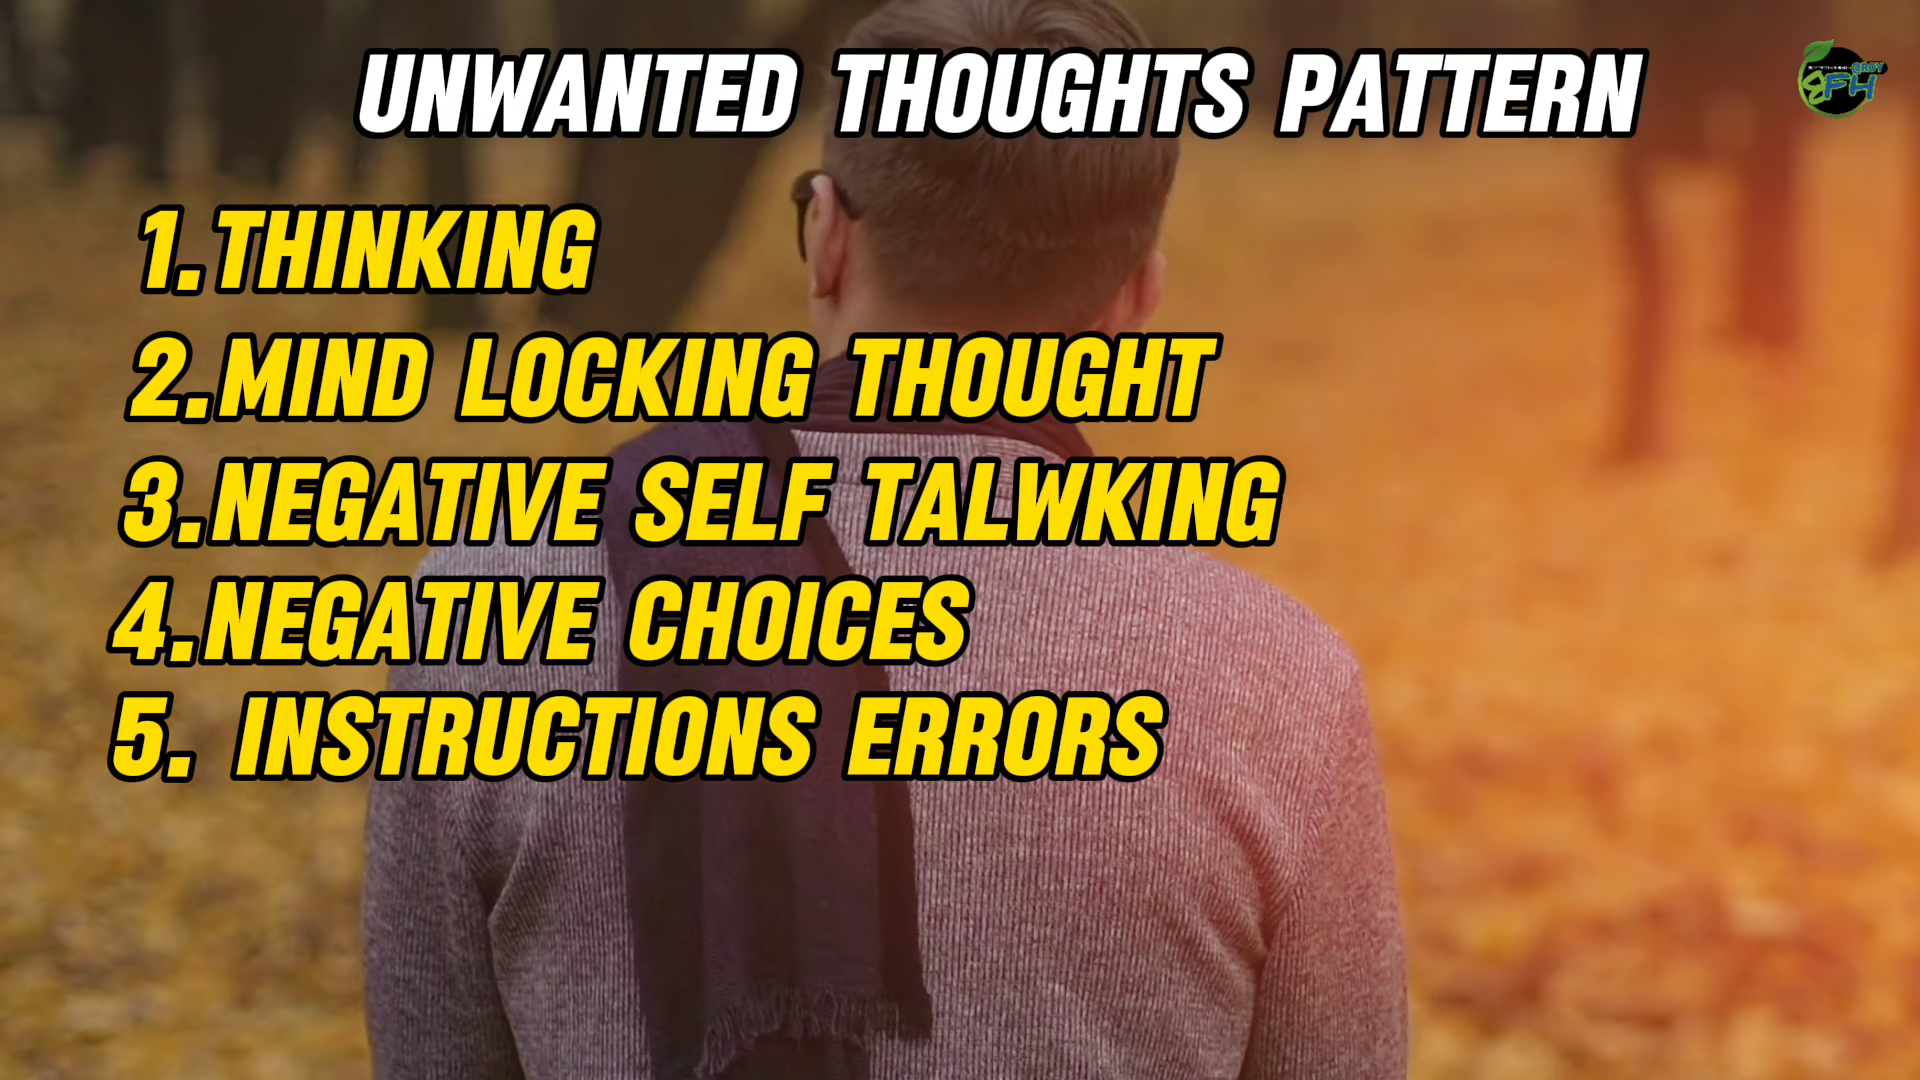 UNWANTED THOUGHTS PATTERN
1.THINKING
2.MIND LOCKING THOUGHT
3.NEGATIVE SELF TALWKING
4.NEGATIVE CHOICES
5. INSTRUCTIONS ERRORS
FH